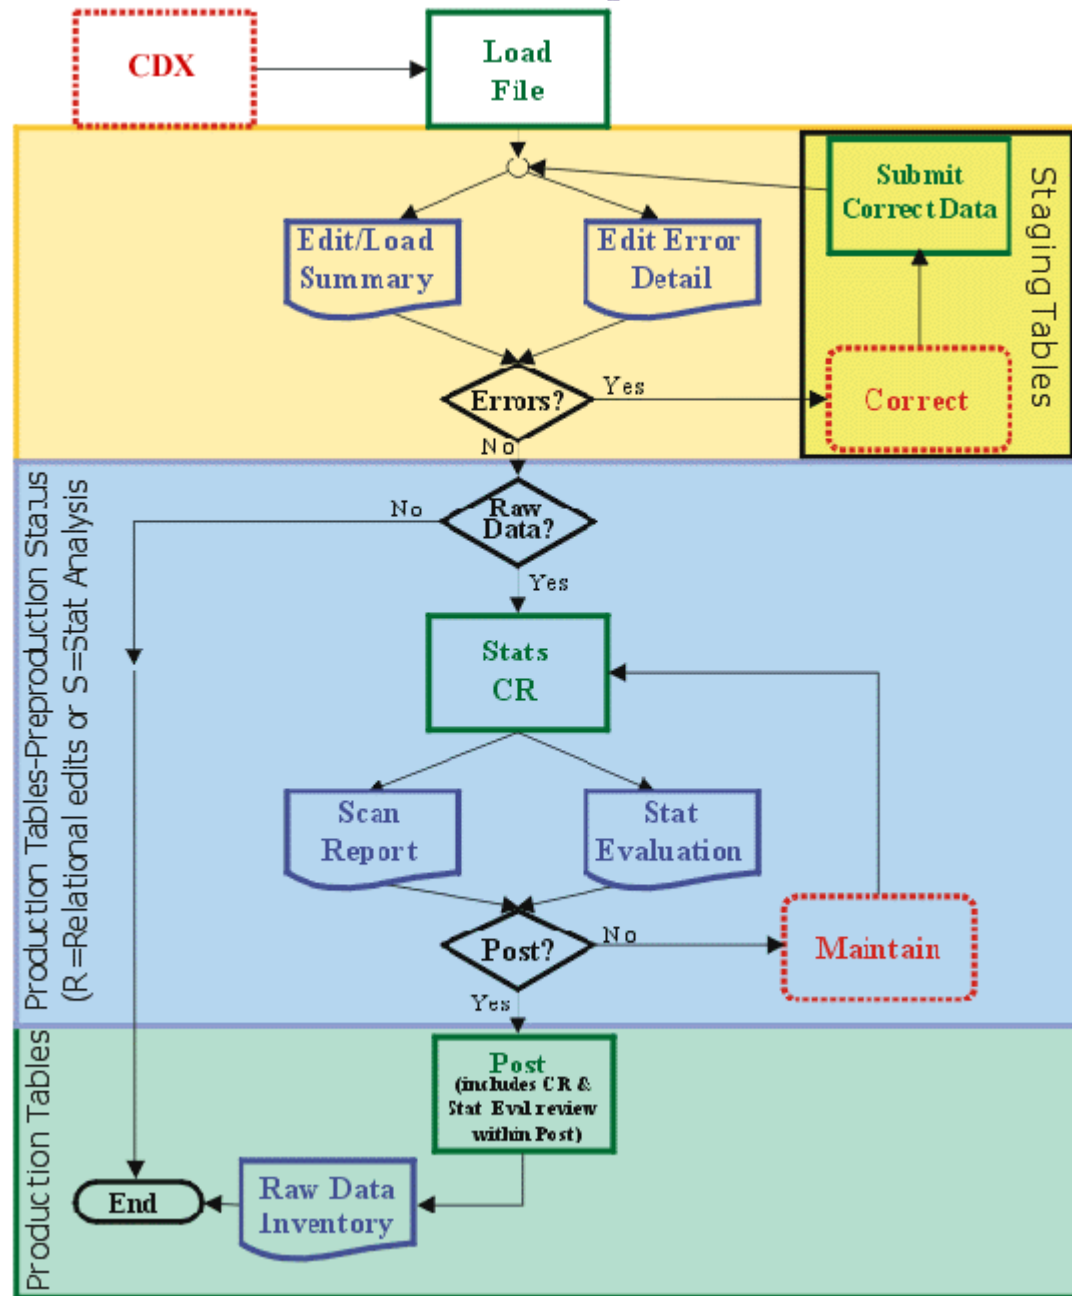 CDX
Load
File
Submit
Correct Data
Staging Tables
Edit/Load
Summary
Edit Error
Detail
Errors?
Yes
Correct
No
Production Tables-Preproduction Status
(R=Relational edits or S=Stat Analysis
Raw
Data?
No
Yes
Stats
CR
Scan
Report
Stat
Evaluation
Post?
No
Maintain
Yes
Production Tables
Post
(includes CR &
Stat Eval review
within Post)
End
Raw Data
Inventory